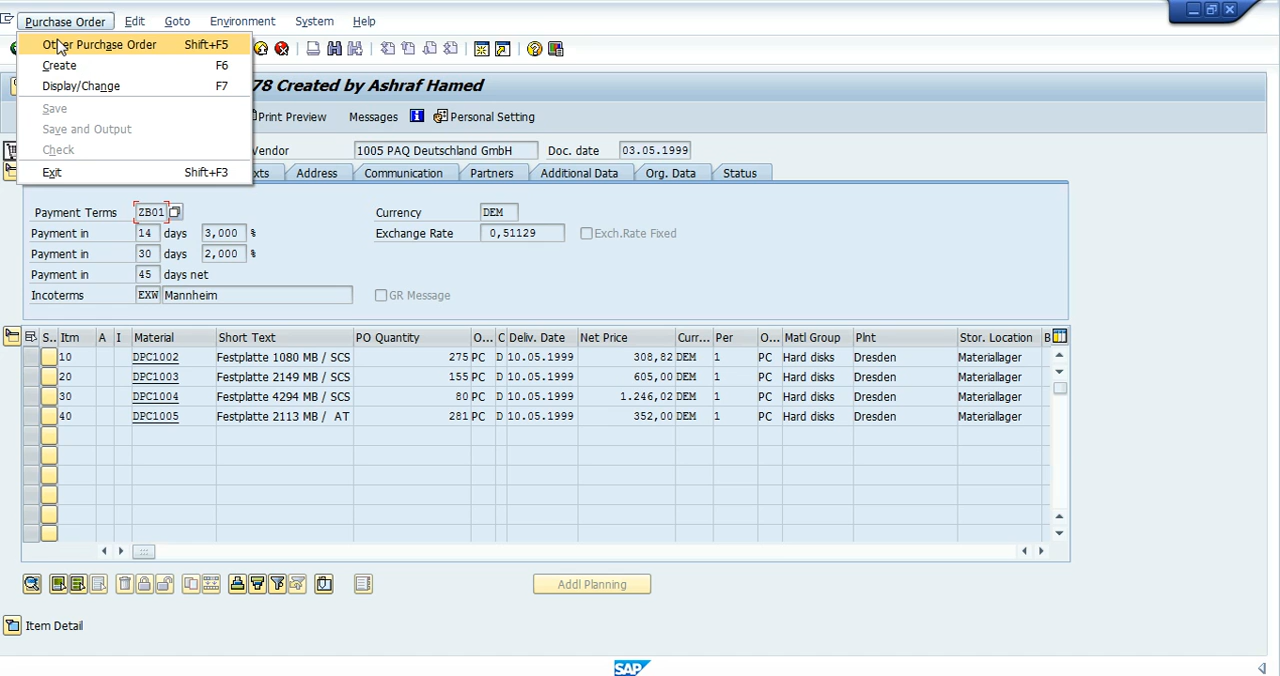 Purchase Order Edit Goto Environment System Help
Other Purchase Order Shift+F5
Create F6
Display/Change F7
Save
Save and Output
Check
Exit Shift+F3
78 Created by Ashraf Hamed
Print Preview Messages Personal Setting
Vendor 1005 PAQ Deutschland GmbH Doc. date 03.05.1999
xts Address Communication Partners Additional Data Org. Data Status
Payment Terms ZB01 Currency DEM
Payment in 14 days 3,000 % Exchange Rate 0,51129 Exch.Rate Fixed
Payment in 30 days 2,000 %
Payment in 45 days net
Incoterms EXW Mannheim GR Message
S.. Itm A I Material Short Text PO Quantity O... C Deliv. Date Net Price Curr... Per O... Matl Group Plnt Stor. Location B
10 DPC1002 Festplatte 1080 MB / SCS 275 PC D 10.05.1999 308,82 DEM 1 PC Hard disks Dresden Materiallager
20 DPC1003 Festplatte 2149 MB / SCS 155 PC D 10.05.1999 605,00 DEM 1 PC Hard disks Dresden Materiallager
30 DPC1004 Festplatte 4294 MB / SCS 80 PC D 10.05.1999 1.246,02 DEM 1 PC Hard disks Dresden Materiallager
40 DPC1005 Festplatte 2113 MB / AT 281 PC D 10.05.1999 352,00 DEM 1 PC Hard disks Dresden Materiallager
Addl Planning
Item Detail
SAP